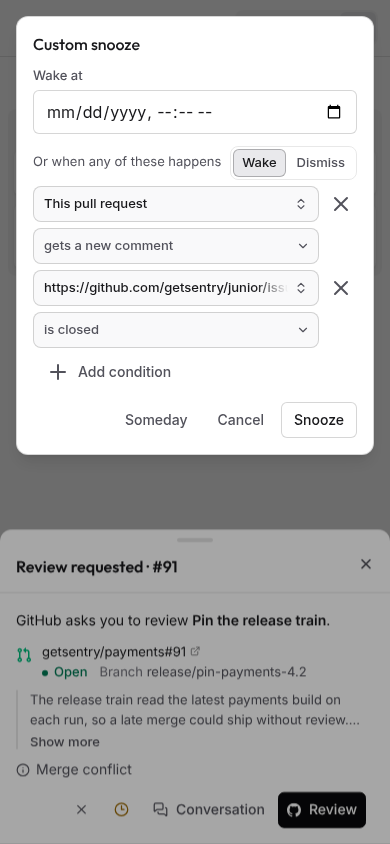 Custom snooze
Wake at
mm/dd/yyyy, --:-- --
Or when any of these happens
Wake
Dismiss
This pull request
gets a new comment
https://github.com/getsentry/junior/iss
is closed
Add condition
Someday
Cancel
Snooze
Review requested · #91
GitHub asks you to review Pin the release train.
getsentry/payments#91
Open Branch release/pin-payments-4.2
The release train read the latest payments build on
each run, so a late merge could ship without review....
Show more
Merge conflict
Conversation
Review